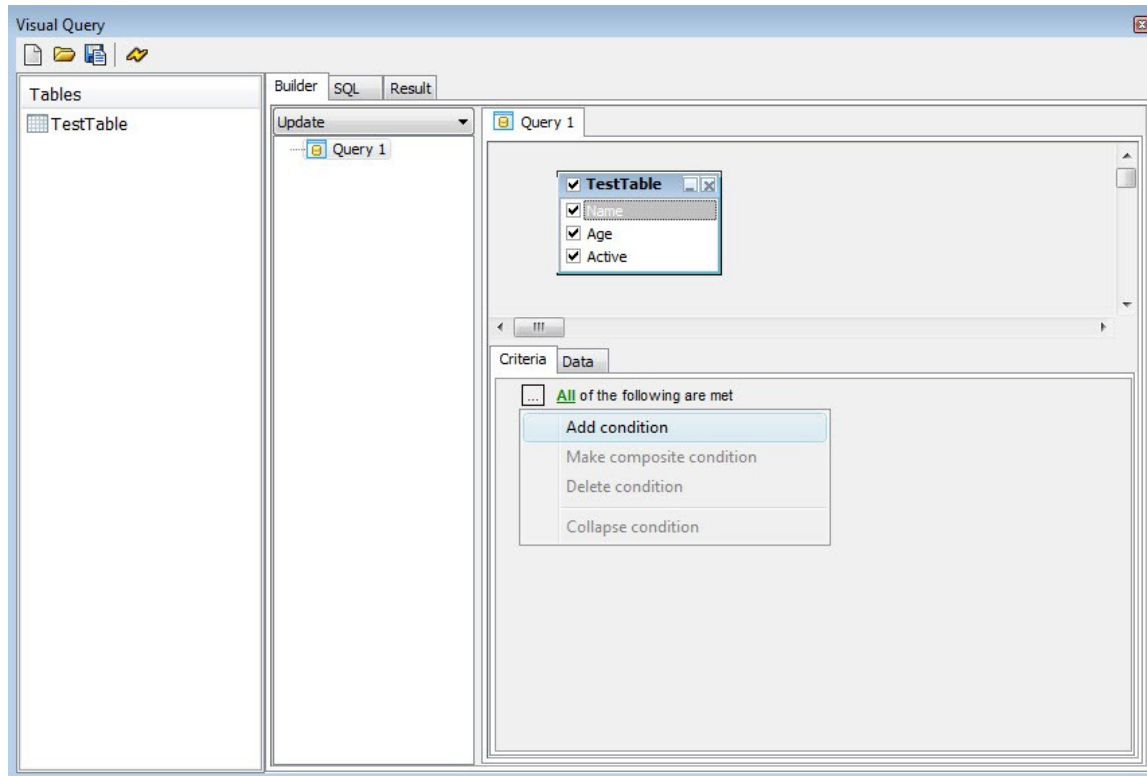 Visual Query
Tables
TestTable
Builder SQL Result
Update
Query 1
Query 1
TestTable
Name
Age
Active
Criteria Data
... All of the following are met
Add condition
Make composite condition
Delete condition
Collapse condition